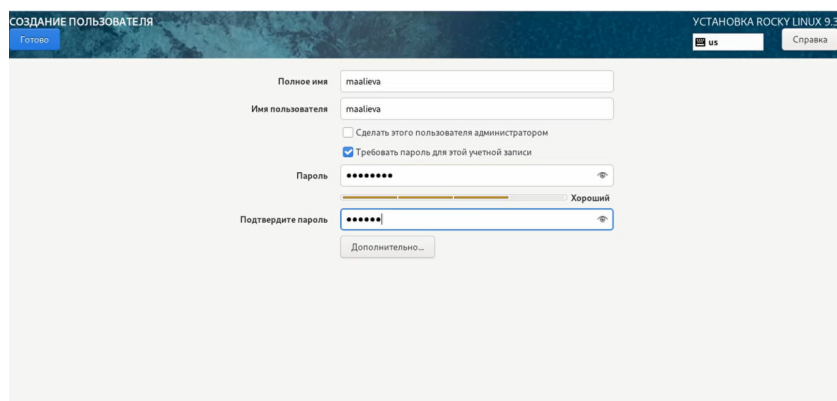 СОЗДАНИЕ ПОЛЬЗОВАТЕЛЯ
УСТАНОВКА ROCKY LINUX 9.3
Готово
us
Справка
Полное имя
maalieva
Имя пользователя
maalieva
Сделать этого пользователя администратором
Требовать пароль для этой учетной записи
Пароль
••••••••
Хороший
Подтвердите пароль
••••••
Дополнительно...